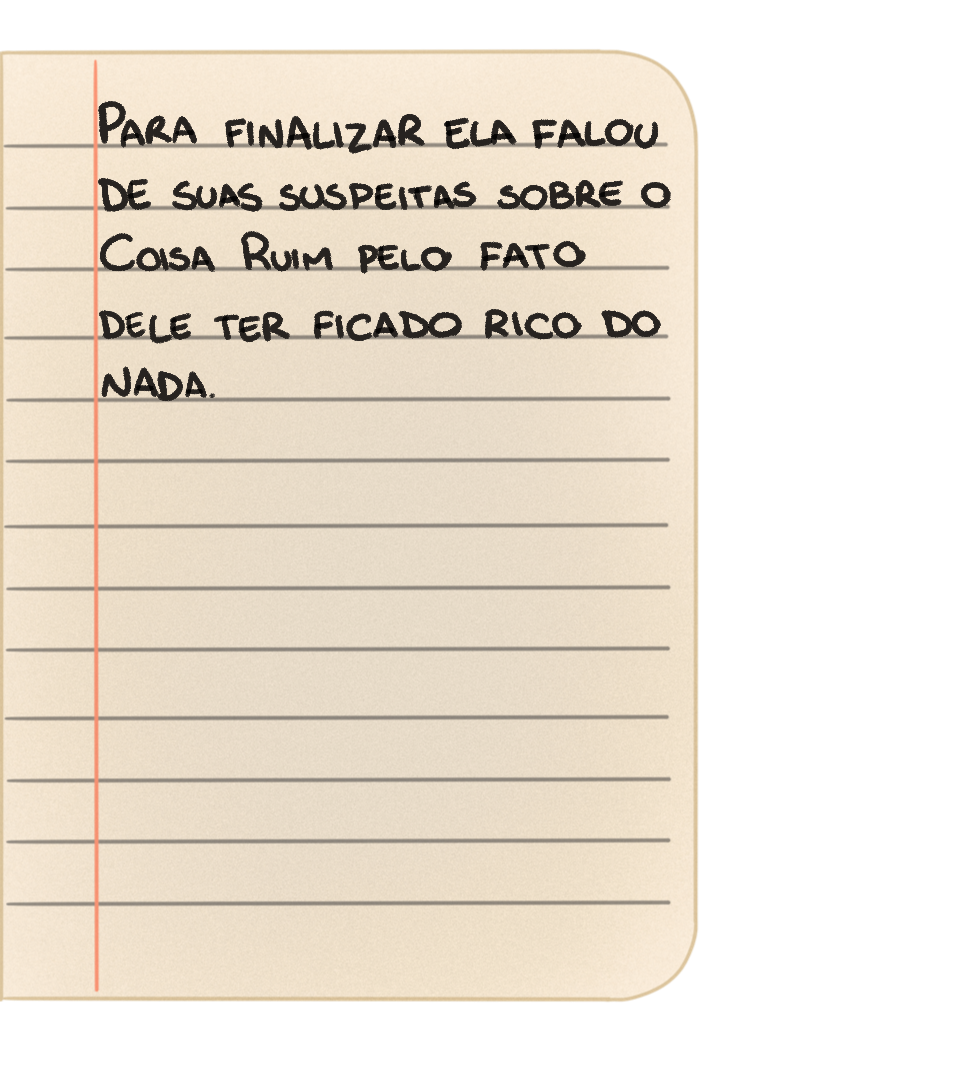 PARA FINALIZAR ELA FALOU
DE SUAS SUSPEITAS SOBRE O
COISA RUIM PELO FATO
DELE TER FICADO RICO DO
NADA.